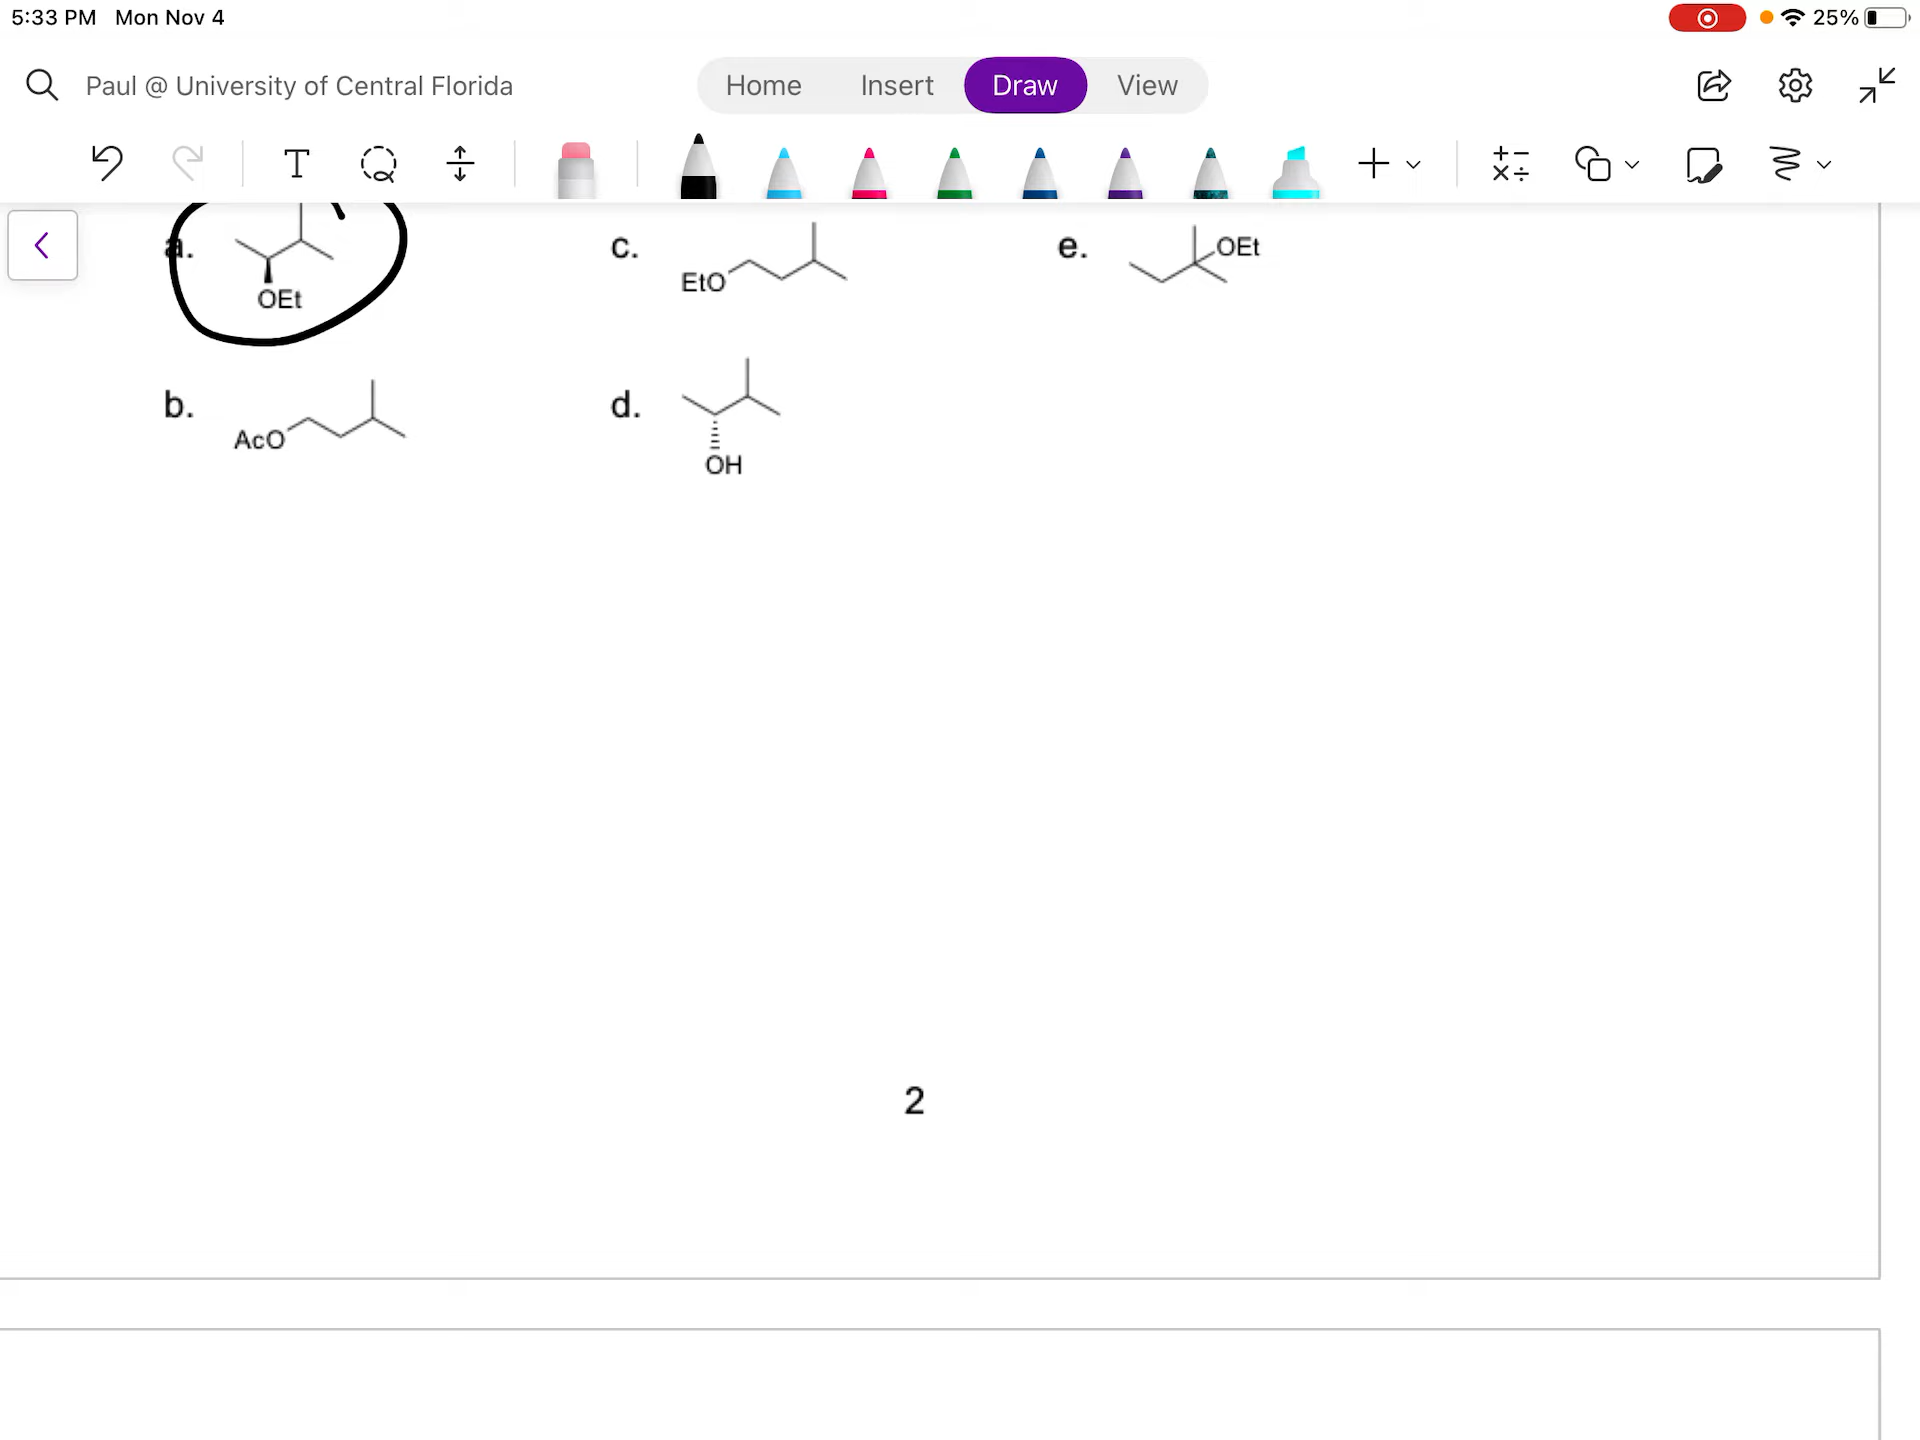 5:33 PM Mon Nov 4
25%
Paul @ University of Central Florida
Home Insert Draw View
T
a.
OEt
c.
EtO
e.
OEt
b.
AcO
d.
OH
2